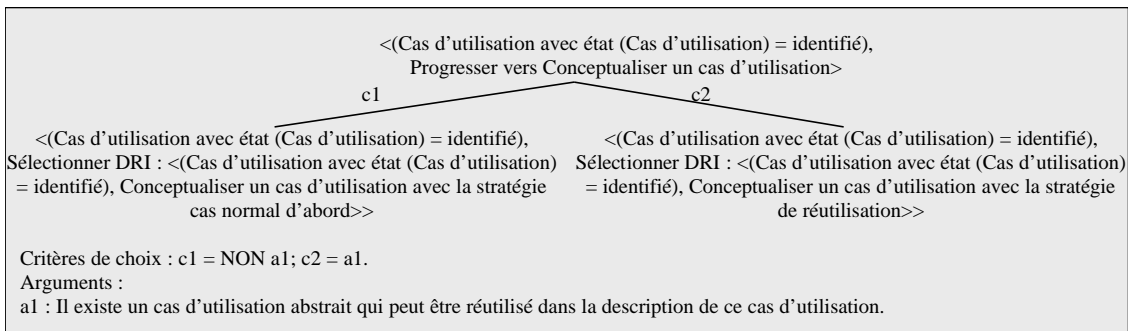 <(Cas d’utilisation avec état (Cas d’utilisation) = identifié),
Progresser vers Conceptualiser un cas d’utilisation>
c1
c2
<(Cas d’utilisation avec état (Cas d’utilisation) = identifié),
Sélectionner DRI : <(Cas d’utilisation avec état (Cas d’utilisation)
= identifié), Conceptualiser un cas d’utilisation avec la stratégie
cas normal d’abord>>
<(Cas d’utilisation avec état (Cas d’utilisation) = identifié),
Sélectionner DRI : <(Cas d’utilisation avec état (Cas d’utilisation)
= identifié), Conceptualiser un cas d’utilisation avec la stratégie
de réutilisation>>
Critères de choix : c1 = NON a1; c2 = a1.
Arguments :
a1 : Il existe un cas d’utilisation abstrait qui peut être réutilisé dans la description de ce cas d’utilisation.